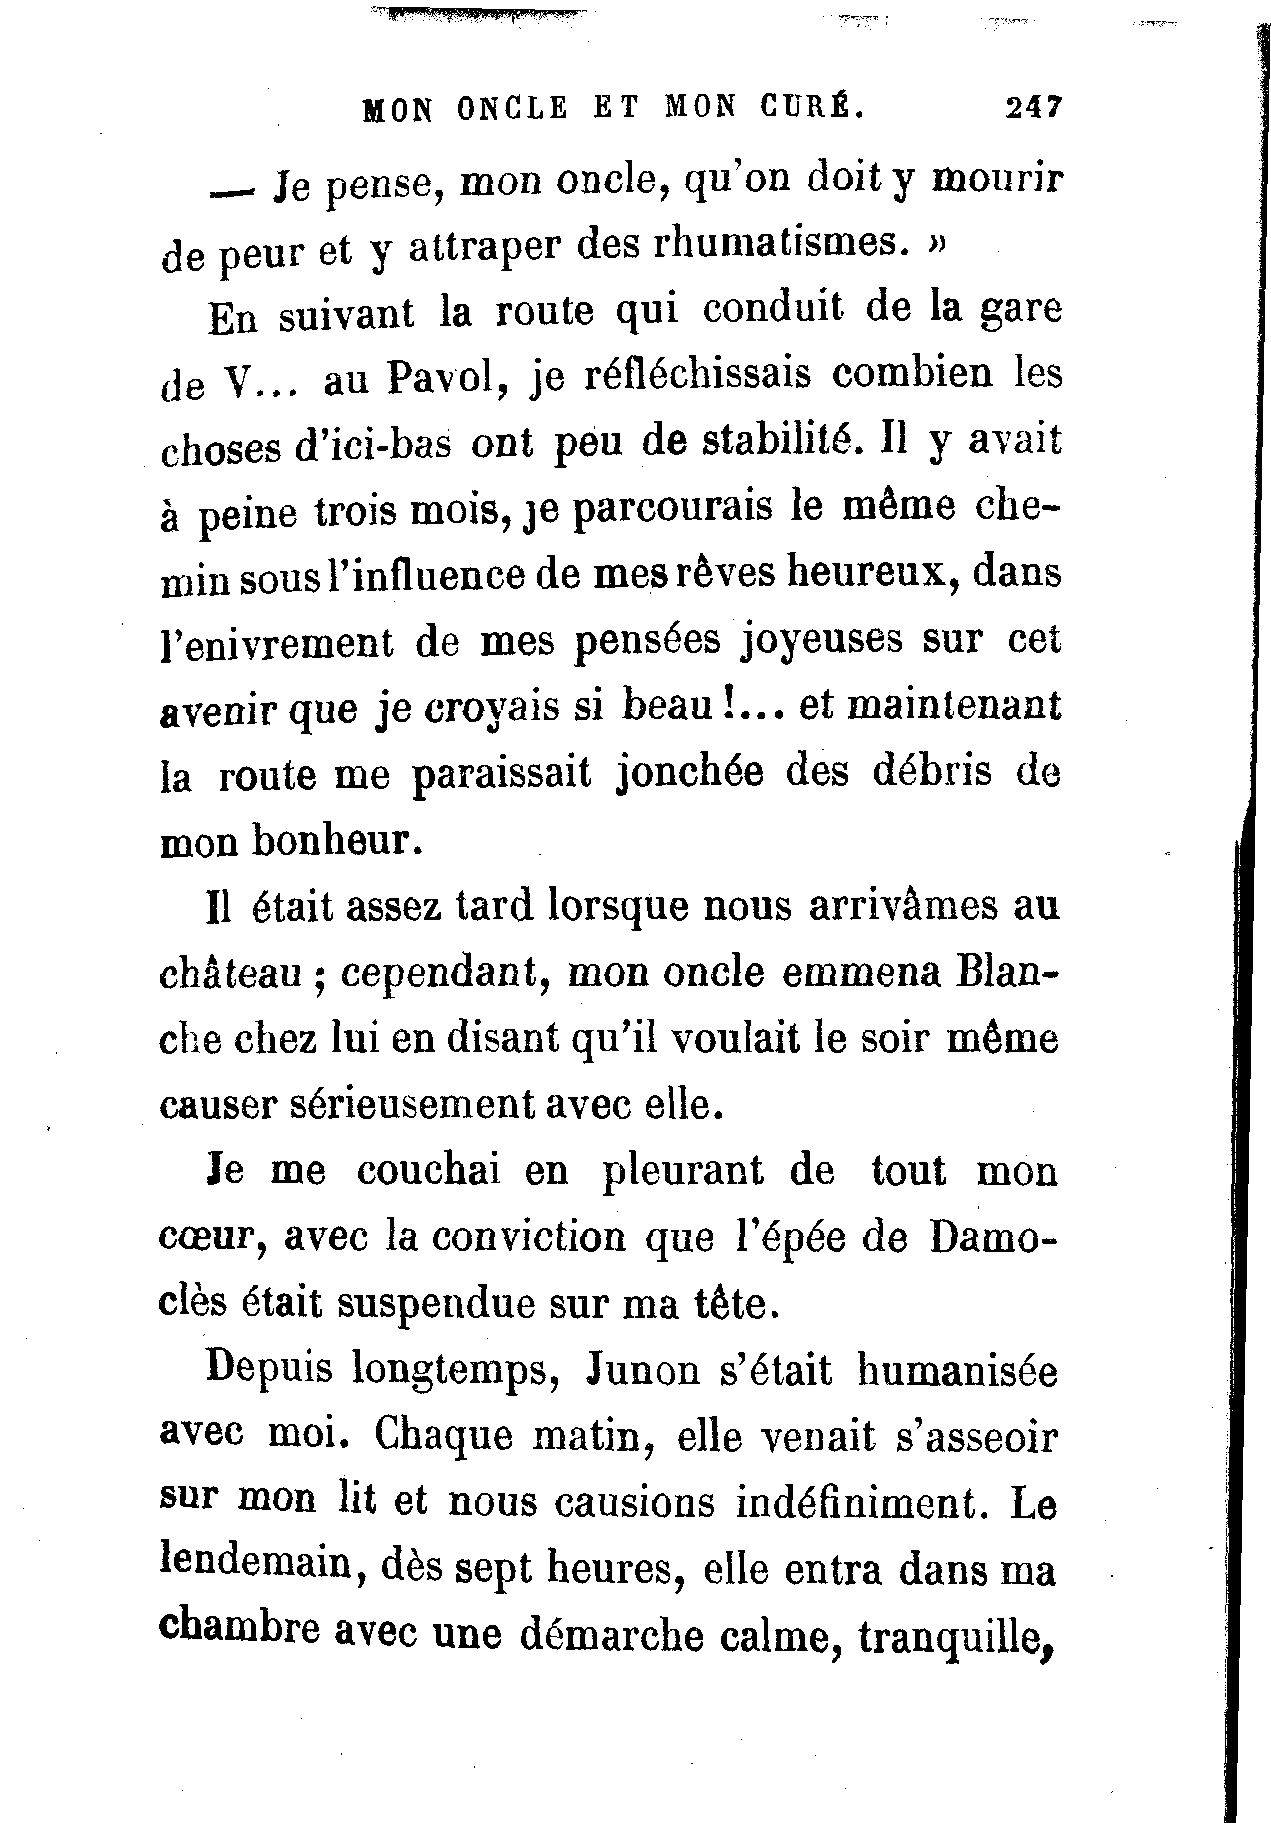 MON ONCLE ET MON CURÉ. 247
— Je pense, mon oncle, qu'on doit y mourir
de peur et y attraper des rhumatismes. »
En suivant la route qui conduit de la gare
de V... au Pavol, je réfléchissais combien les
choses d'ici-bas ont peu de stabilité. Il y avait
à peine trois mois, je parcourais le même che-
min sous l'influence de mes rêves heureux, dans
l'enivrement de mes pensées joyeuses sur cet
avenir que je croyais si beau !... et maintenant
la route me paraissait jonchée des débris de
mon bonheur.
Il était assez tard lorsque nous arrivâmes au
château ; cependant, mon oncle emmena Blan-
che chez lui en disant qu'il voulait le soir même
causer sérieusement avec elle.
Je me couchai en pleurant de tout mon
cœur, avec la conviction que l'épée de Damo-
clès était suspendue sur ma tête.
Depuis longtemps, Junon s'était humanisée
avec moi. Chaque matin, elle venait s'asseoir
sur mon lit et nous causions indéfiniment. Le
lendemain, dès sept heures, elle entra dans ma
chambre avec une démarche calme, tranquille,